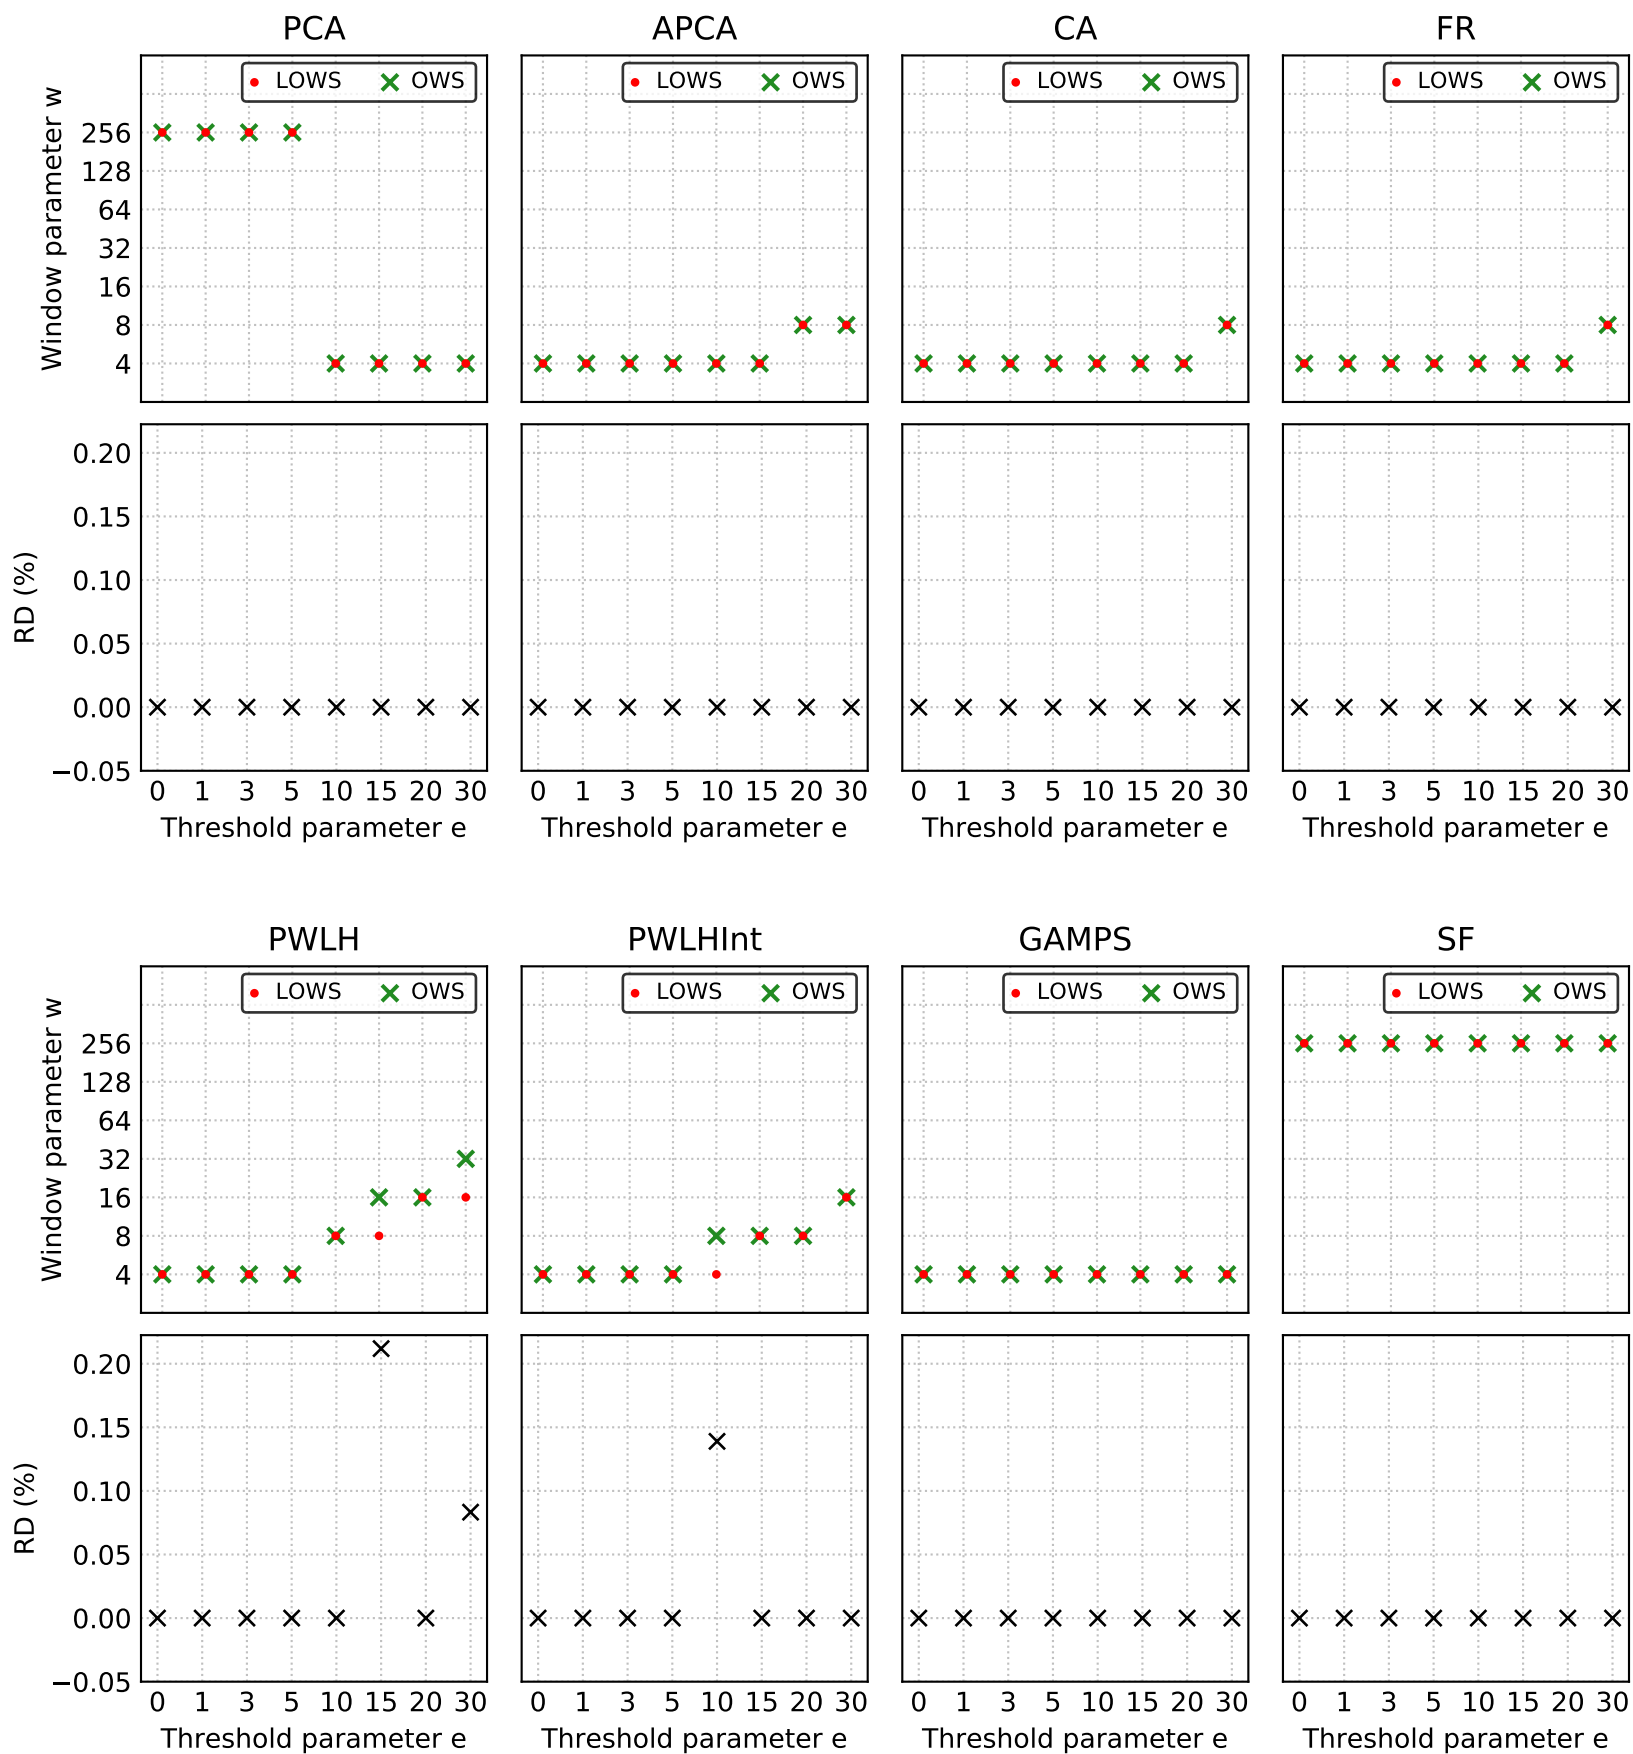 PCA APCA CA FR
LOWS OWS LOWS OWS LOWS OWS LOWS OWS
Window parameter w
256
128
64
32
16
8
4
RD (%)
0.20
0.15
0.10
0.05
0.00
−0.05
0 1 3 5 10 15 20 30 0 1 3 5 10 15 20 30 0 1 3 5 10 15 20 30 0 1 3 5 10 15 20 30
Threshold parameter e Threshold parameter e Threshold parameter e Threshold parameter e
PWLH PWLHInt GAMPS SF
LOWS OWS LOWS OWS LOWS OWS LOWS OWS
Window parameter w
256
128
64
32
16
8
4
RD (%)
0.20
0.15
0.10
0.05
0.00
−0.05
0 1 3 5 10 15 20 30 0 1 3 5 10 15 20 30 0 1 3 5 10 15 20 30 0 1 3 5 10 15 20 30
Threshold parameter e Threshold parameter e Threshold parameter e Threshold parameter e